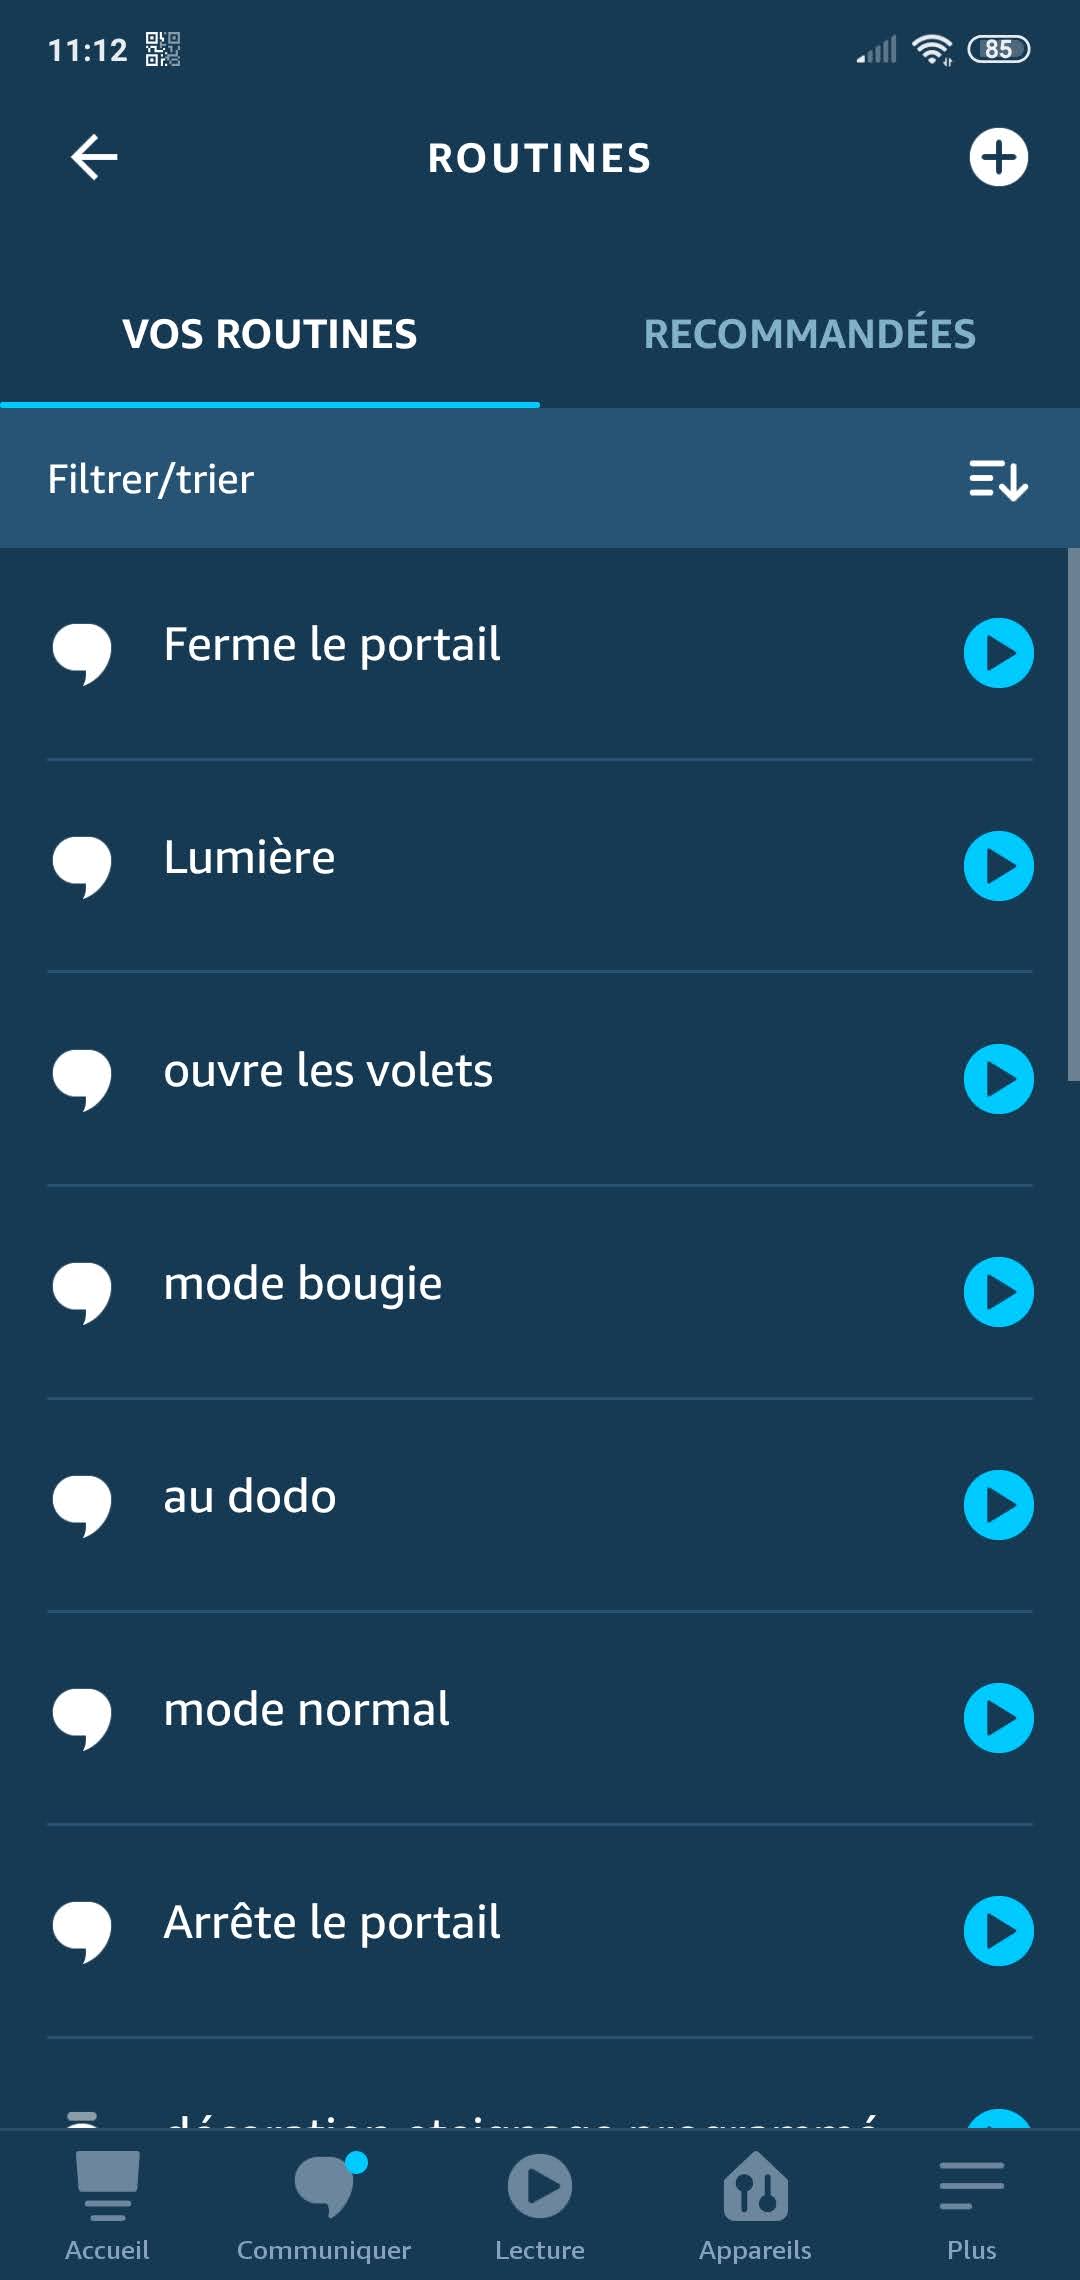 11:12
85
ROUTINES
VOS ROUTINES
RECOMMANDÉES
Filtrer/trier
Ferme le portail
Lumière
ouvre les volets
mode bougie
au dodo
mode normal
Arrête le portail
Accueil
Communiquer
Lecture
Appareils
Plus